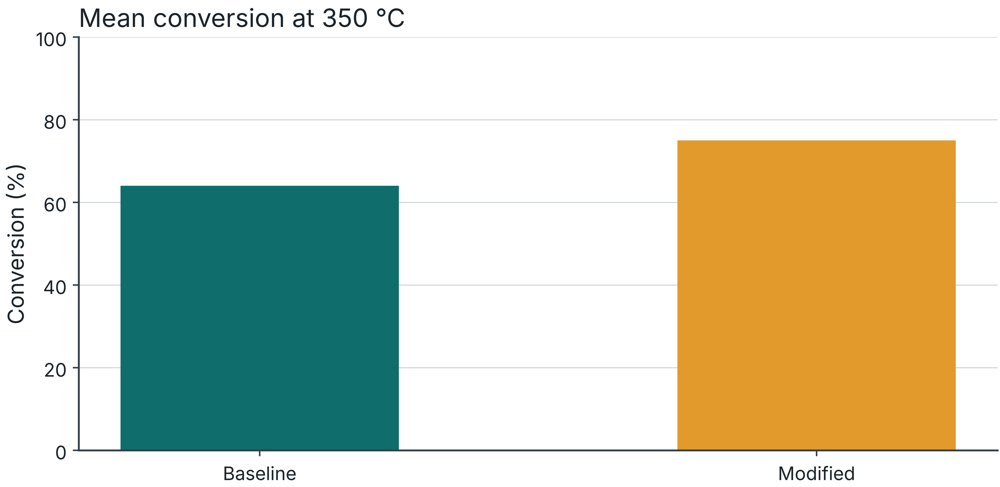 Mean conversion at 350 °C
Conversion (%)
100
80
60
40
20
0
Baseline
Modified